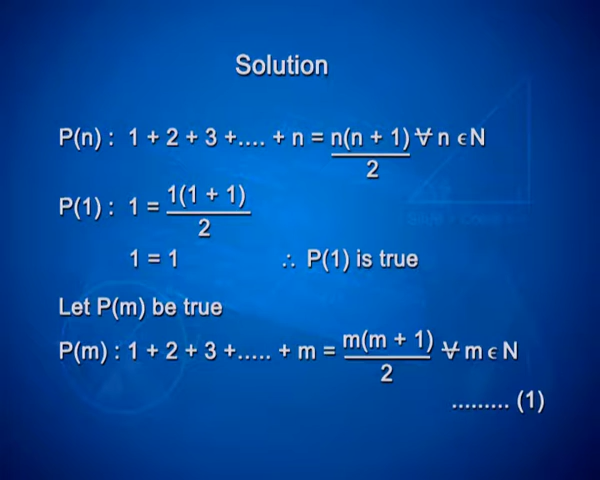 Solution
P(n) : 1 + 2 + 3 +.... + n = n(n + 1)/2 ∀ n ϵN
P(1) : 1 = 1(1 + 1)/2
1 = 1 ∴ P(1) is true
Let P(m) be true
P(m) : 1 + 2 + 3 +..... + m = m(m + 1)/2 ∀ m ϵ N
......... (1)